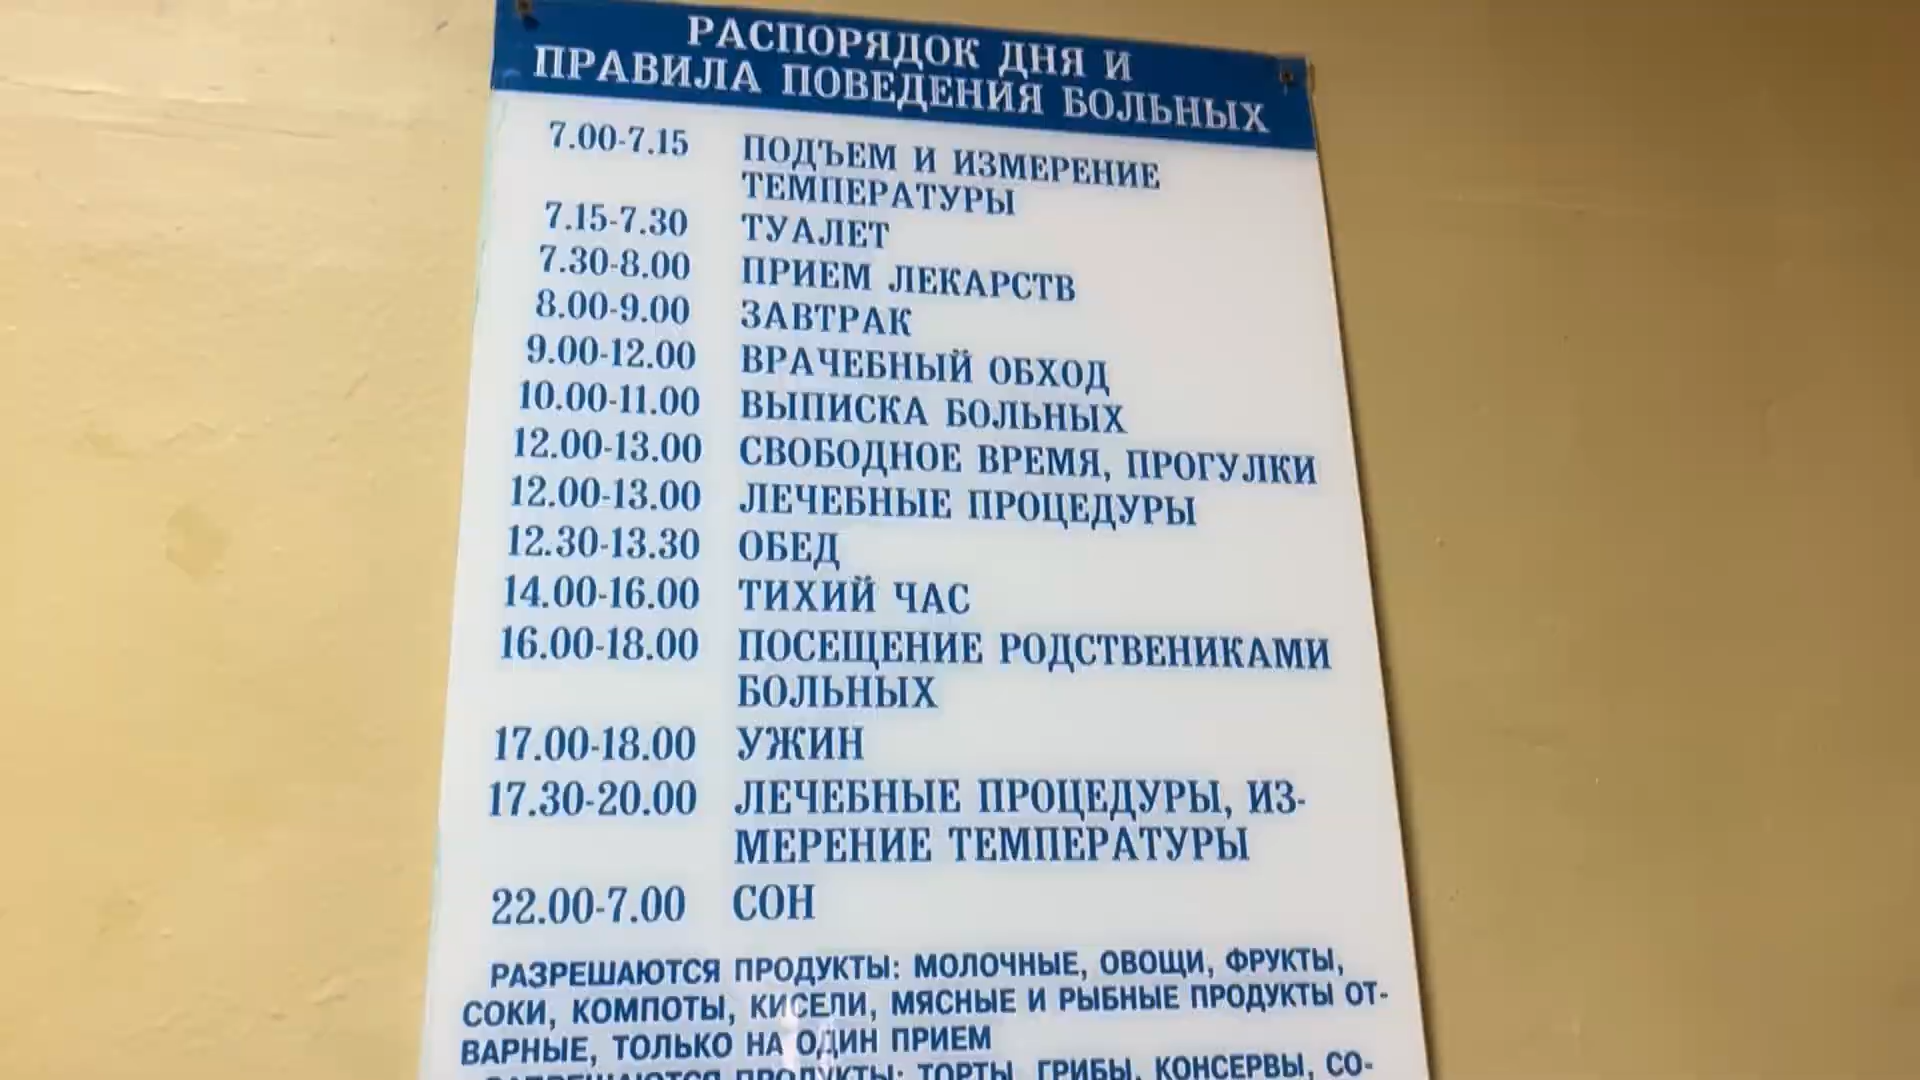 РАСПОРЯДОК ДНЯ И
ПРАВИЛА ПОВЕДЕНИЯ БОЛЬНЫХ
7.00-7.15 ПОДЪЕМ И ИЗМЕРЕНИЕ
ТЕМПЕРАТУРЫ
7.15-7.30 ТУАЛЕТ
7.30-8.00 ПРИЕМ ЛЕКАРСТВ
8.00-9.00 ЗАВТРАК
9.00-12.00 ВРАЧЕБНЫЙ ОБХОД
10.00-11.00 ВЫПИСКА БОЛЬНЫХ
12.00-13.00 СВОБОДНОЕ ВРЕМЯ, ПРОГУЛКИ
12.00-13.00 ЛЕЧЕБНЫЕ ПРОЦЕДУРЫ
12.30-13.30 ОБЕД
14.00-16.00 ТИХИЙ ЧАС
16.00-18.00 ПОСЕЩЕНИЕ РОДСТВЕНИКАМИ
БОЛЬНЫХ
17.00-18.00 УЖИН
17.30-20.00 ЛЕЧЕБНЫЕ ПРОЦЕДУРЫ, ИЗ-
МЕРЕНИЕ ТЕМПЕРАТУРЫ
22.00-7.00 СОН
РАЗРЕШАЮТСЯ ПРОДУКТЫ: МОЛОЧНЫЕ, ОВОЩИ, ФРУКТЫ,
СОКИ, КОМПОТЫ, КИСЕЛИ, МЯСНЫЕ И РЫБНЫЕ ПРОДУКТЫ ОТ-
ВАРНЫЕ, ТОЛЬКО НА ОДИН ПРИЕМ
ЗАПРЕЩАЮТСЯ ПРОДУКТЫ: ТОРТЫ, ГРИБЫ, КОНСЕРВЫ, СО-